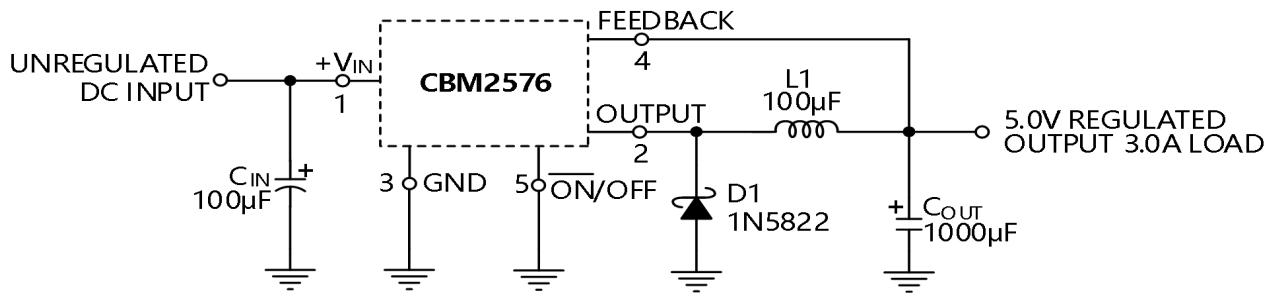 FEEDBACK
4
UNREGULATED
DC INPUT
+VIN
1
CBM2576
L1
100µF
OUTPUT
2
5.0V REGULATED
OUTPUT 3.0A LOAD
CIN
100µF
+
3
GND
5
ON/OFF
D1
1N5822
+
COUT
1000µF